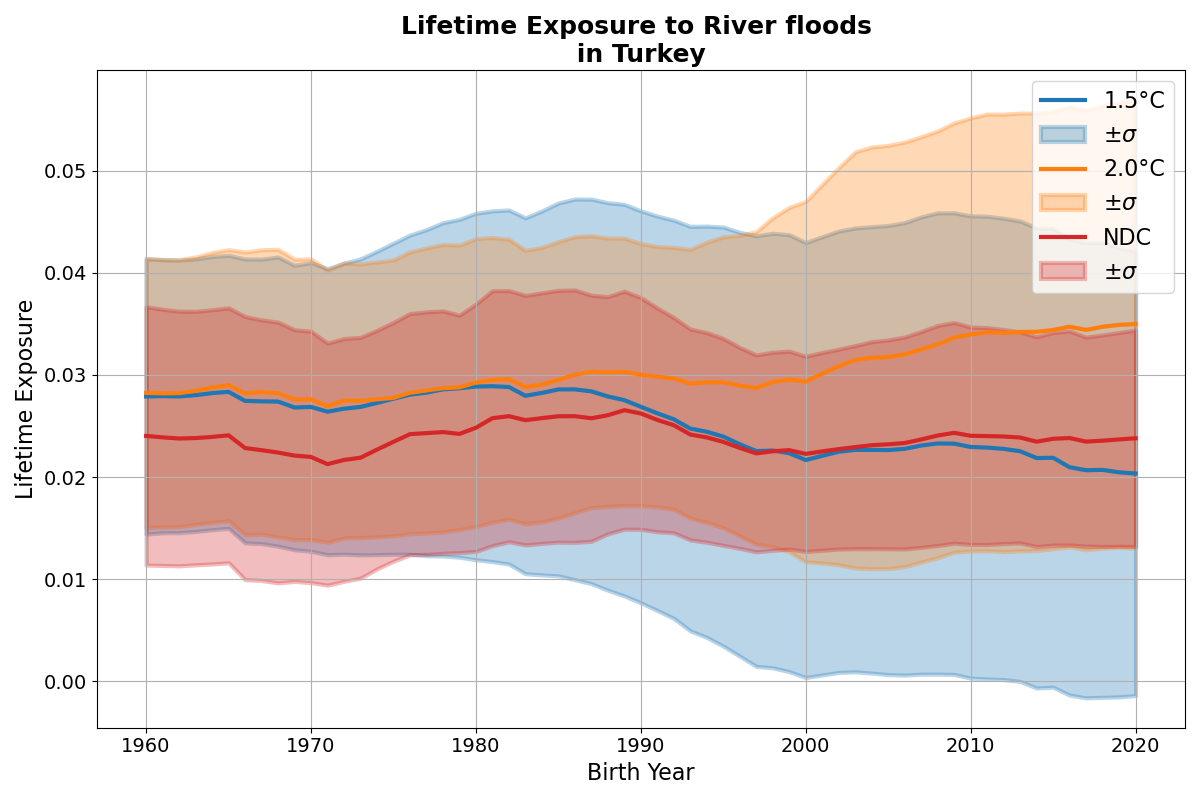 Lifetime Exposure to River floods
in Turkey
1.5°C
±σ
2.0°C
±σ
NDC
±σ
Lifetime Exposure
0.05
0.04
0.03
0.02
0.01
0.00
1960 1970 1980 1990 2000 2010 2020
Birth Year